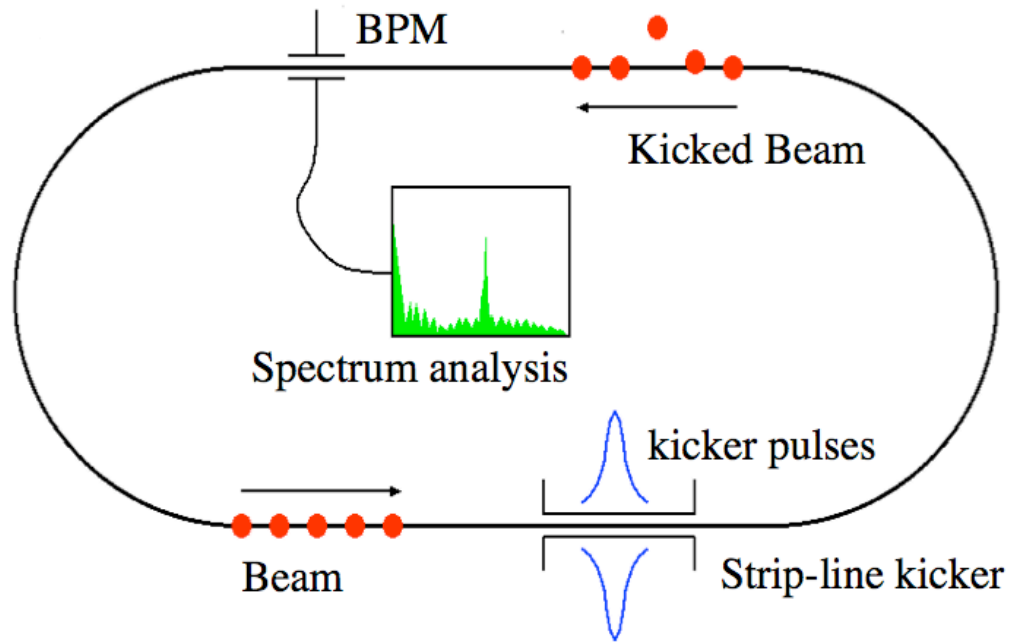 BPM
Kicked Beam
Spectrum analysis
kicker pulses
Beam
Strip-line kicker